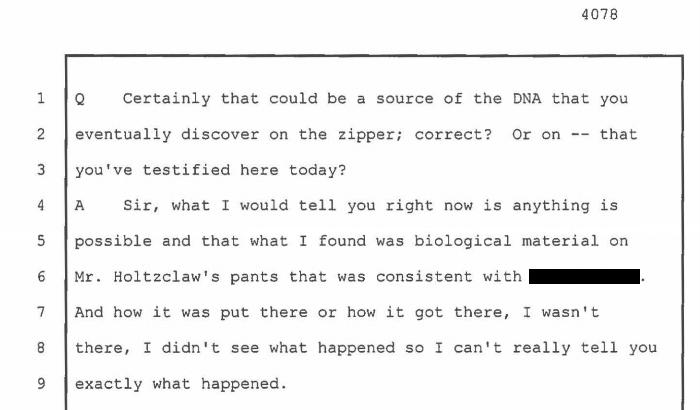 4078
1 Q Certainly that could be a source of the DNA that you
2 eventually discover on the zipper; correct? Or on -- that
3 you've testified here today?
4 A Sir, what I would tell you right now is anything is
5 possible and that what I found was biological material on
6 Mr. Holtzclaw's pants that was consistent with .
7 And how it was put there or how it got there, I wasn't
8 there, I didn't see what happened so I can't really tell you
9 exactly what happened.